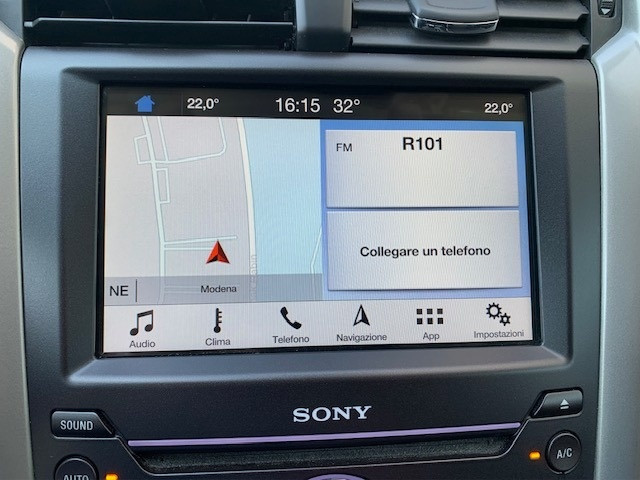 22,0° 16:15 32° 22,0°
FM R101
Collegare un telefono
NE Modena
Audio Clima Telefono Navigazione App Impostazioni
SONY
SOUND
A/C
AUTO